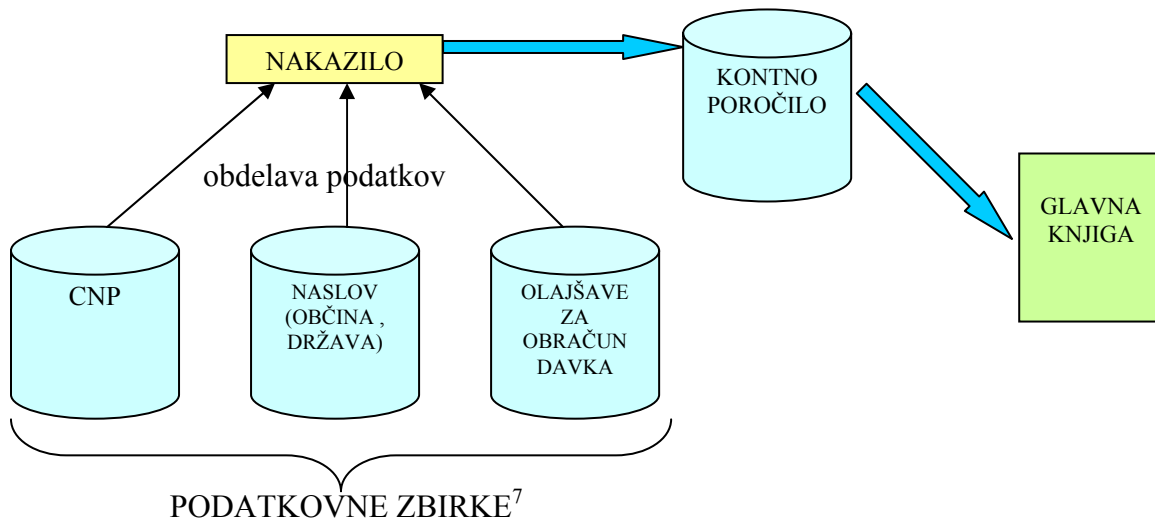 NAKAZILO
KONTNO
POROČILO
GLAVNA
KNJIGA
obdelava podatkov
CNP
NASLOV
(OBČINA ,
DRŽAVA)
OLAJŠAVE
ZA
OBRAČUN
DAVKA
PODATKOVNE ZBIRKE7